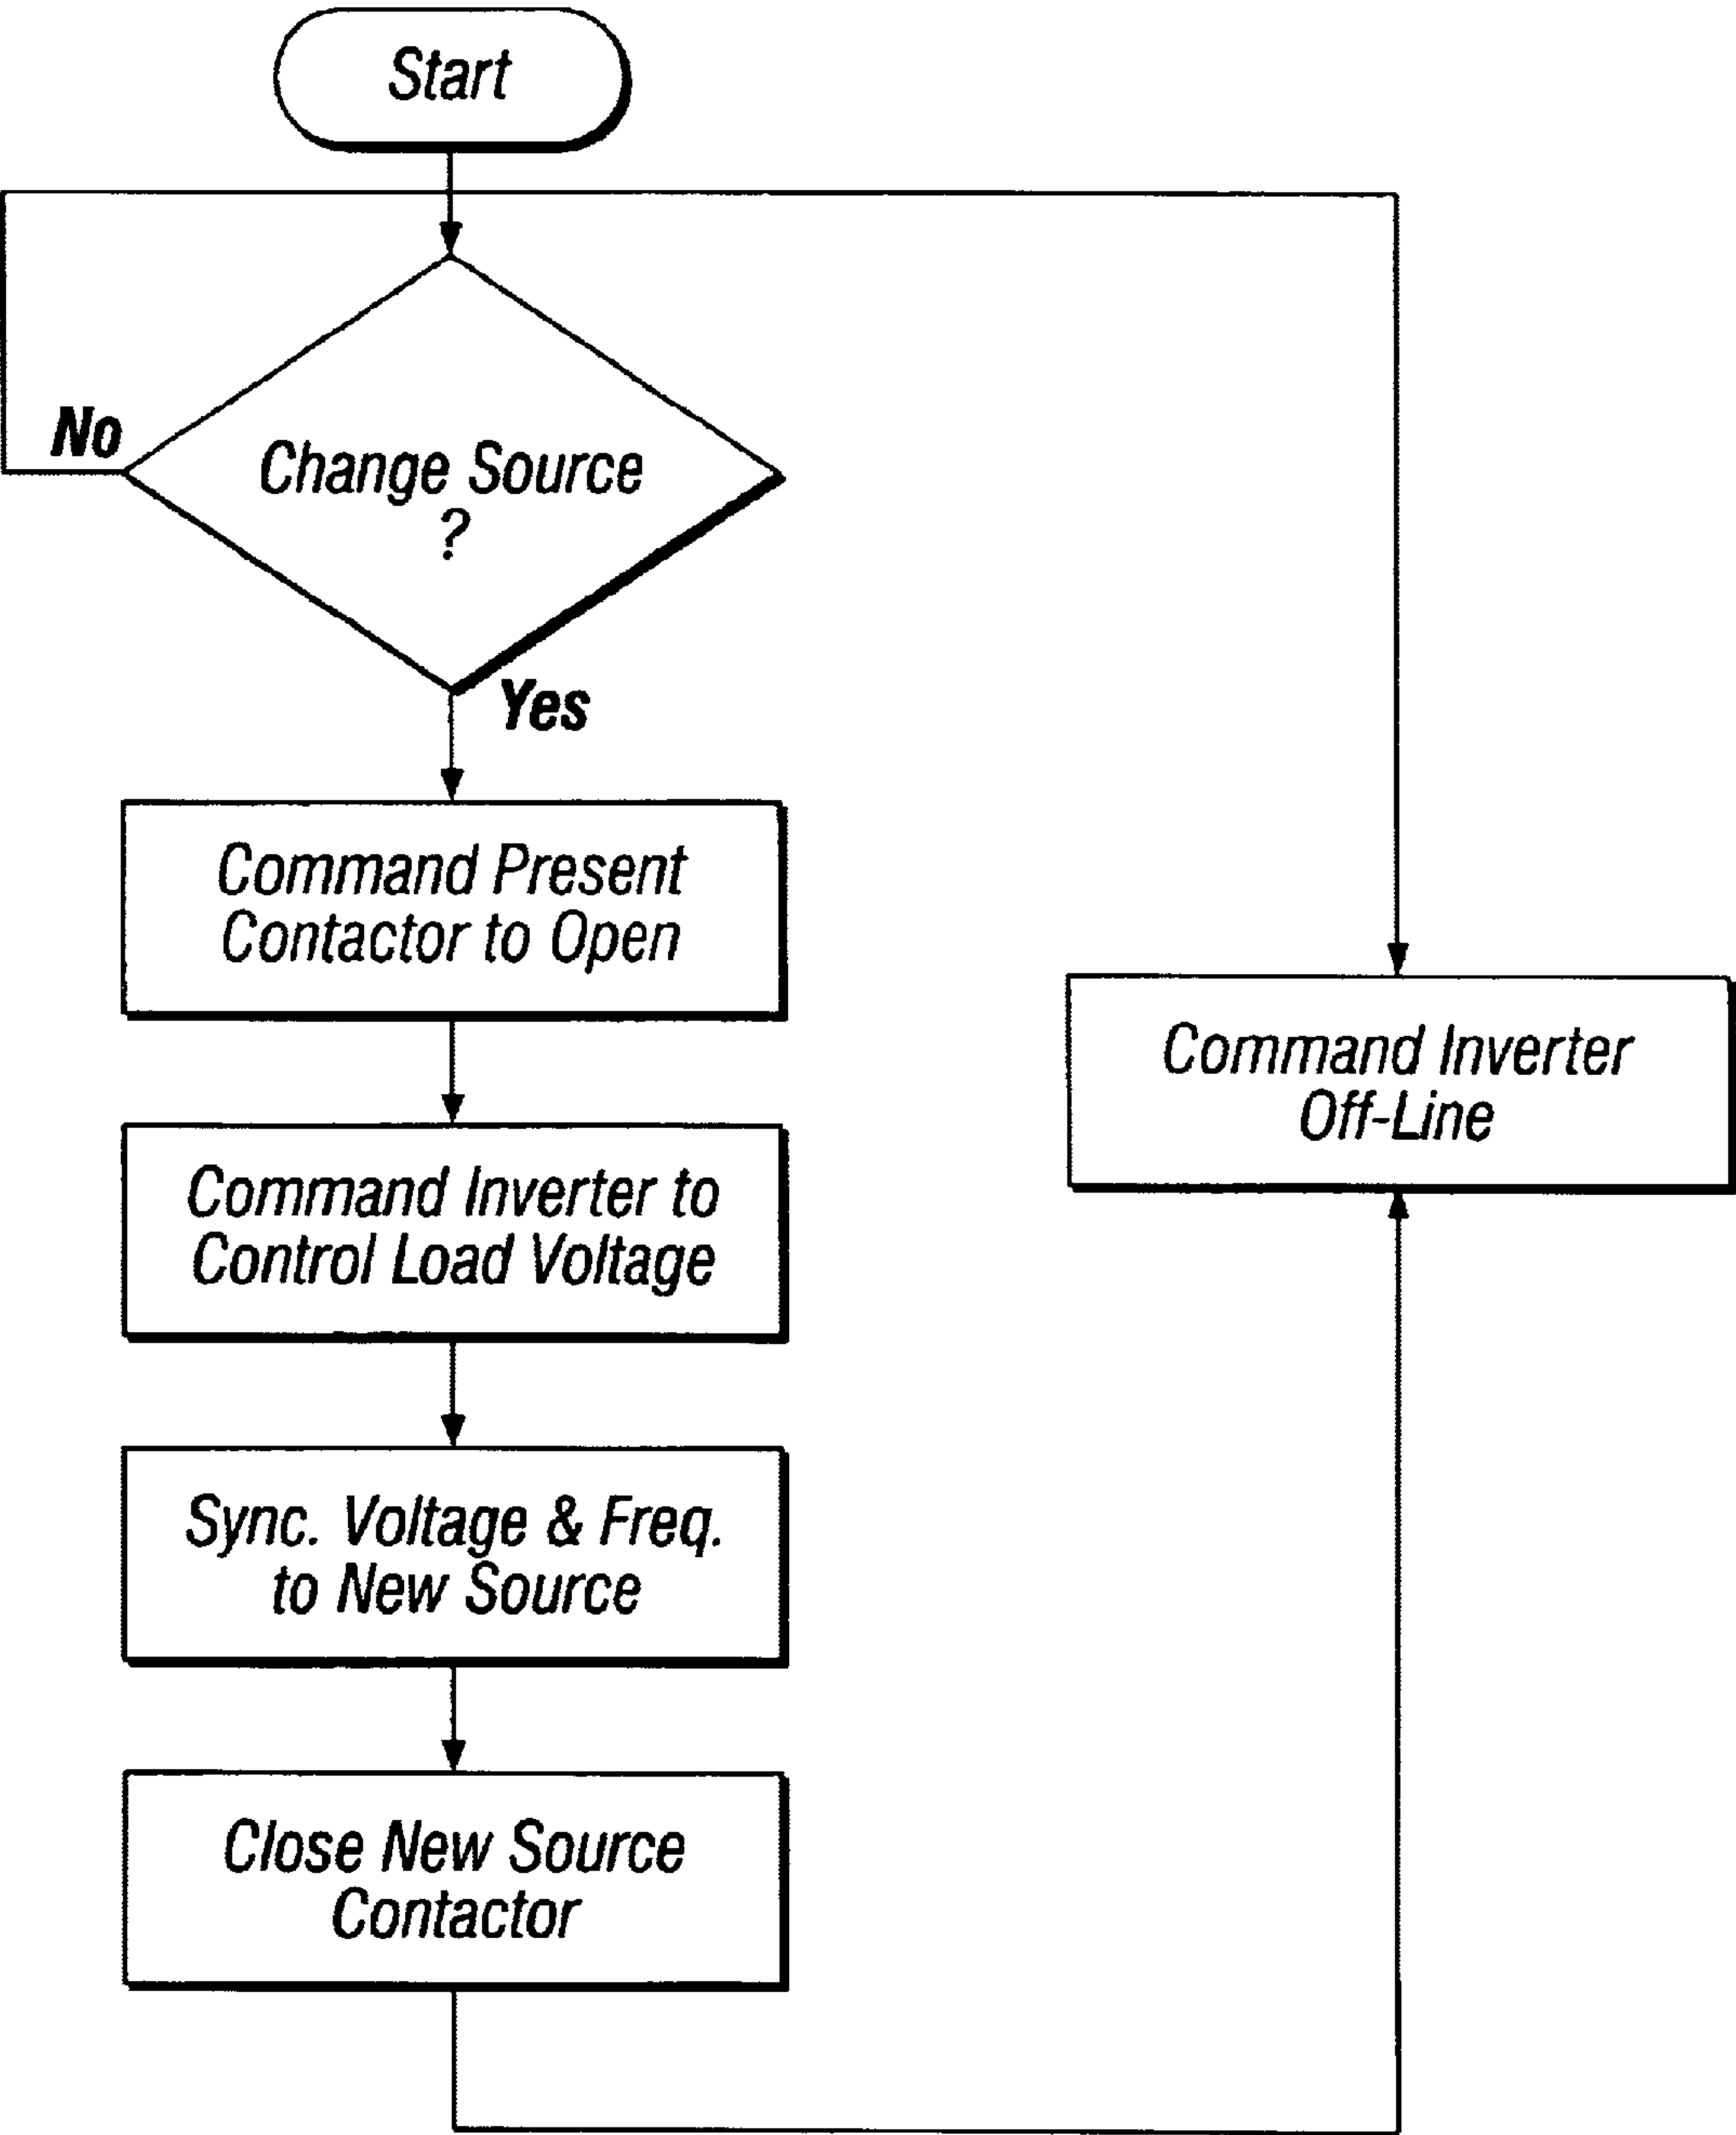 Start
No
Change Source
?
Yes
Command Present
Contactor to Open
Command Inverter to
Control Load Voltage
Sync. Voltage & Freq.
to New Source
Close New Source
Contactor
Command Inverter
Off-Line